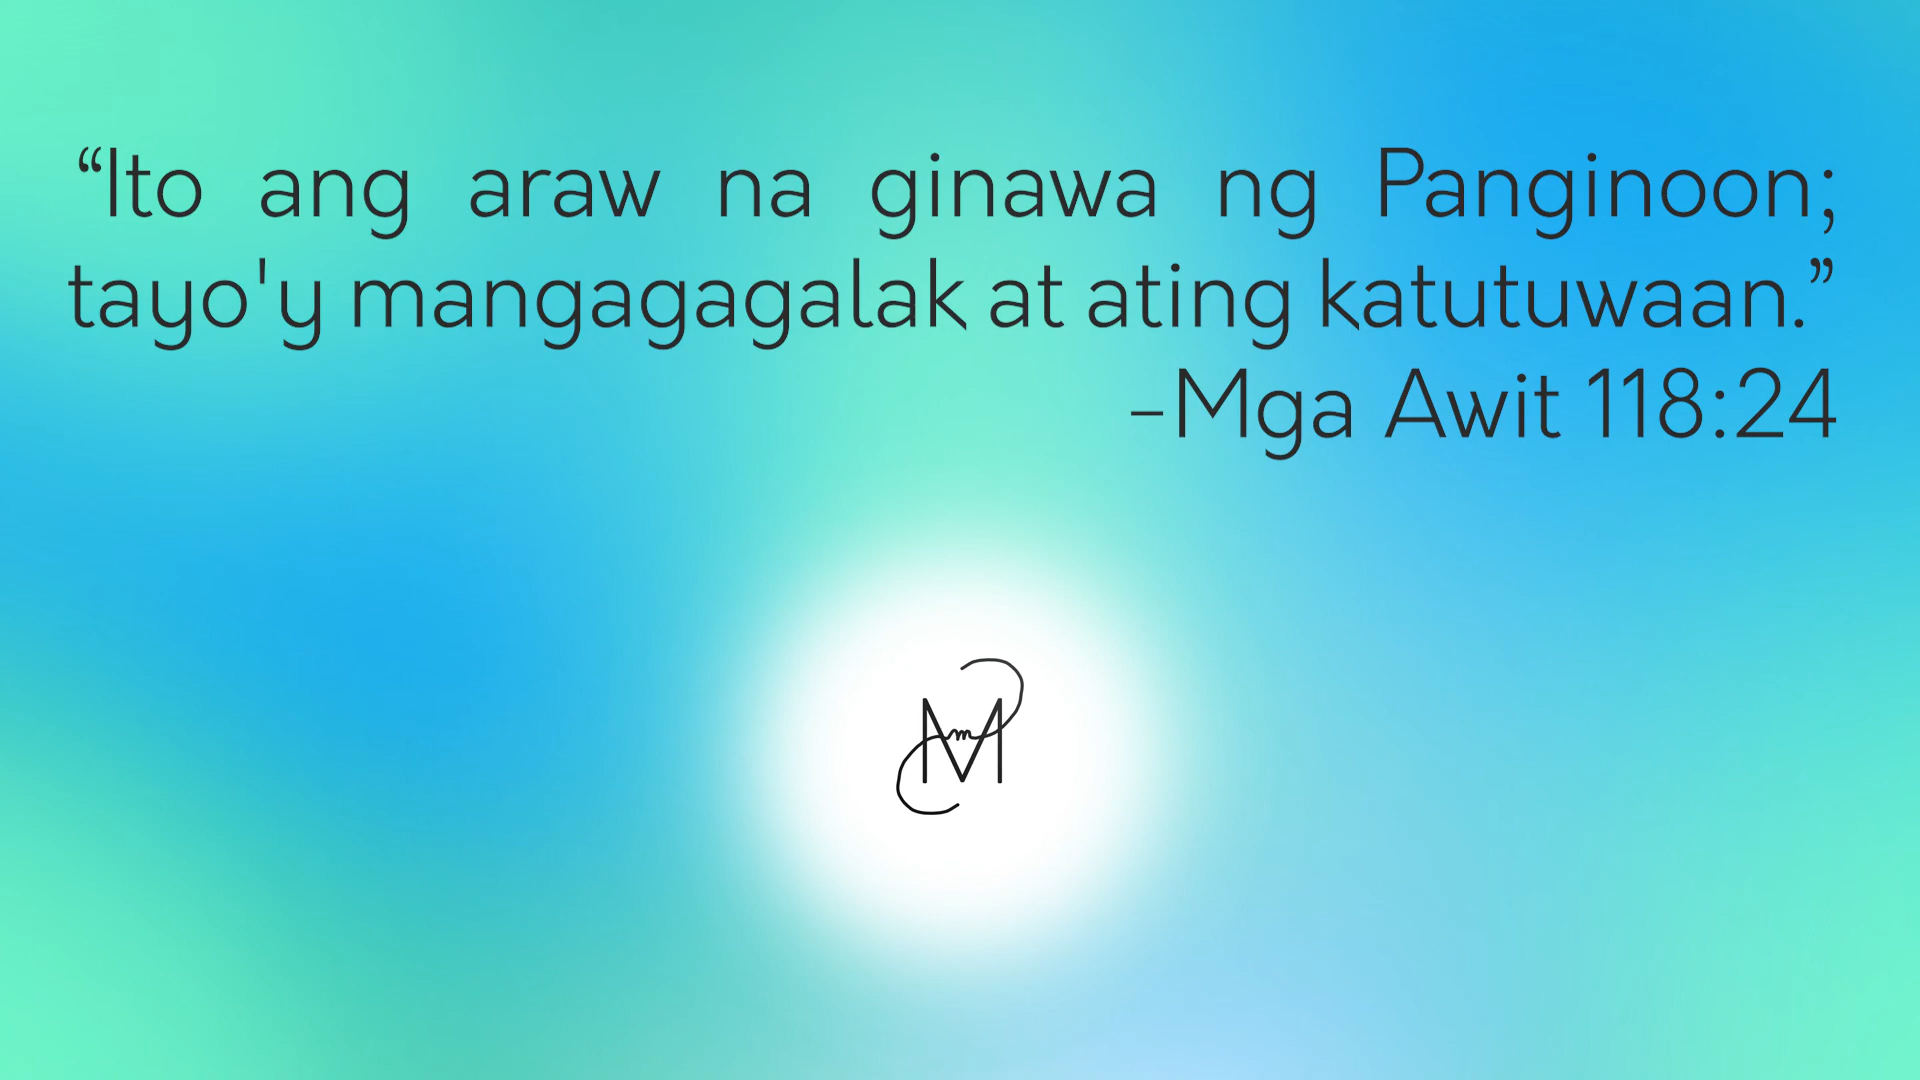 “Ito ang araw na ginawa ng Panginoon;
tayo'y mangagagalak at ating katutuwaan.”
-Mga Awit 118:24
M
m